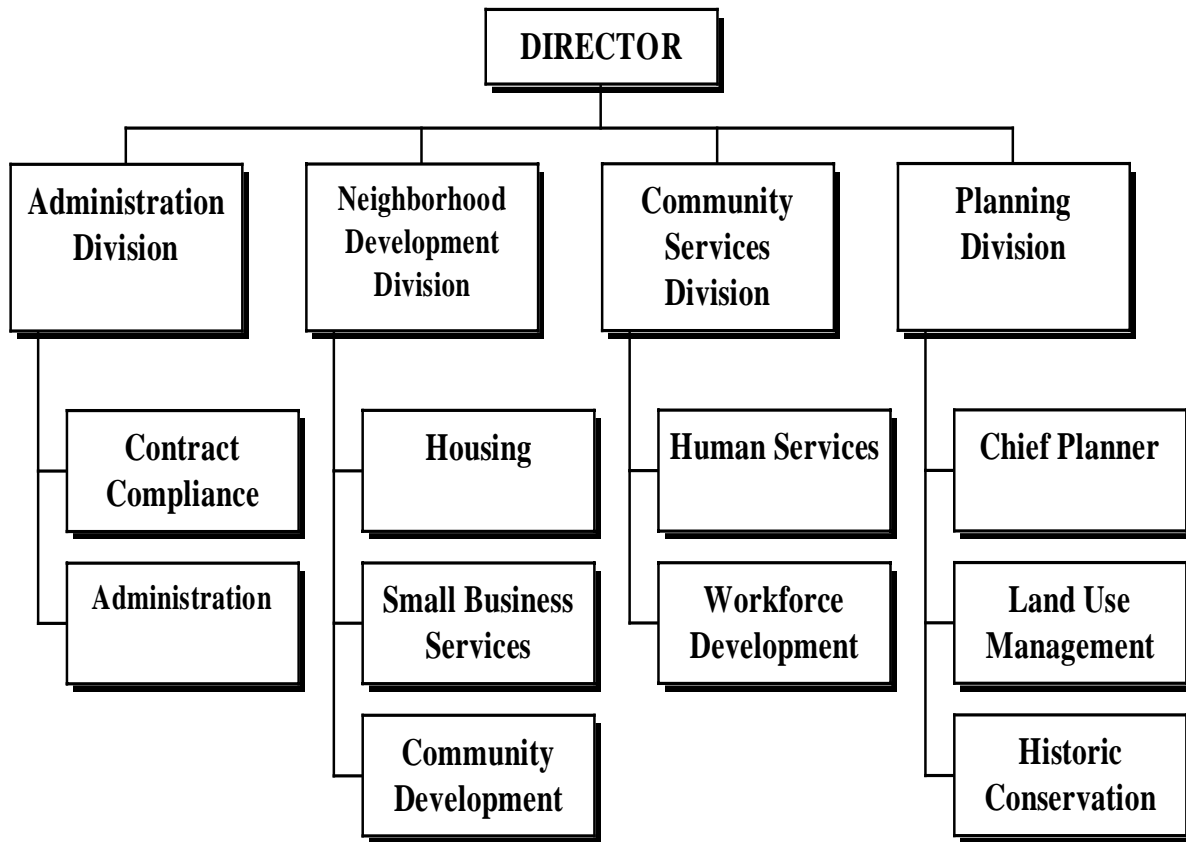 DIRECTOR
Administration
Division
Neighborhood
Development
Division
Community
Services
Division
Planning
Division
Contract
Compliance
Administration
Housing
Small Business
Services
Community
Development
Human Services
Workforce
Development
Chief Planner
Land Use
Management
Historic
Conservation